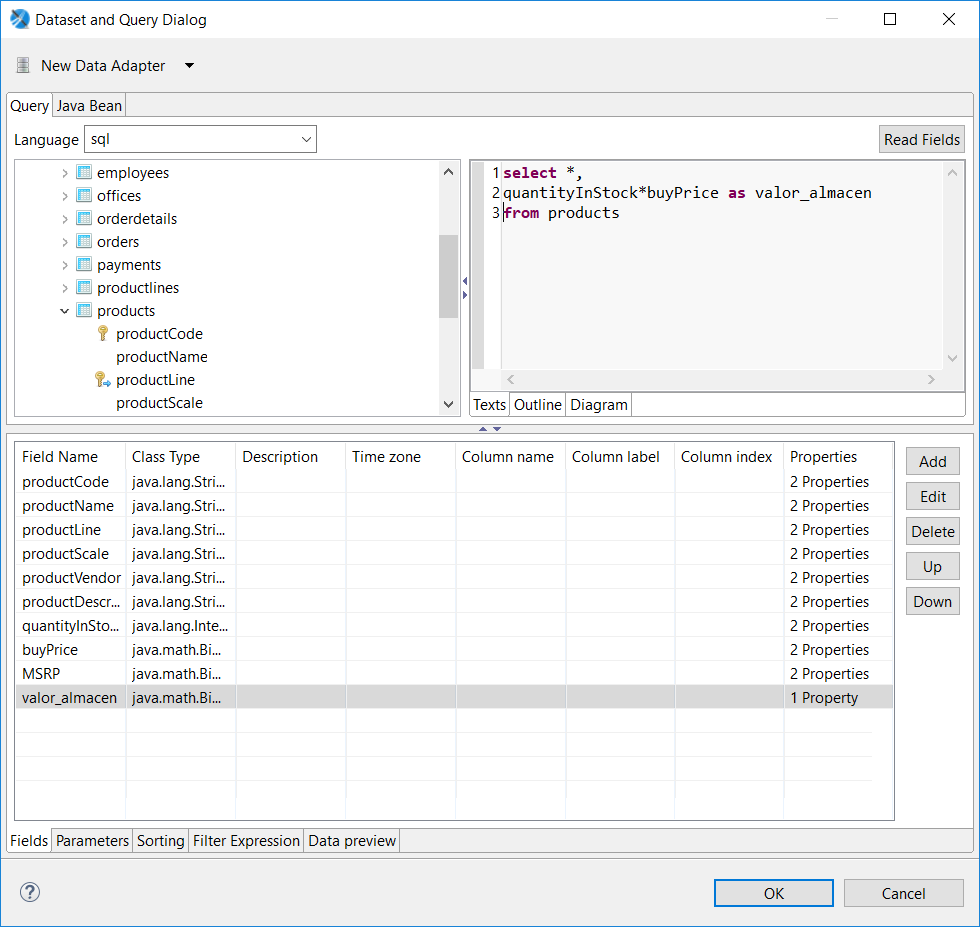 Dataset and Query Dialog
New Data Adapter
Query Java Bean
Language sql Read Fields
employees
offices
orderdetails
orders
payments
productlines
products
productCode
productName
productLine
productScale
1 select *,
2 quantityInStock*buyPrice as valor_almacen
3 from products
Texts Outline Diagram
Field Name Class Type Description Time zone Column name Column label Column index Properties
productCode java.lang.Stri... 2 Properties
productName java.lang.Stri... 2 Properties
productLine java.lang.Stri... 2 Properties
productScale java.lang.Stri... 2 Properties
productVendor java.lang.Stri... 2 Properties
productDescr... java.lang.Stri... 2 Properties
quantityInSto... java.lang.Inte... 2 Properties
buyPrice java.math.Bi... 2 Properties
MSRP java.math.Bi... 2 Properties
valor_almacen java.math.Bi... 1 Property
Add
Edit
Delete
Up
Down
Fields Parameters Sorting Filter Expression Data preview
?
OK Cancel